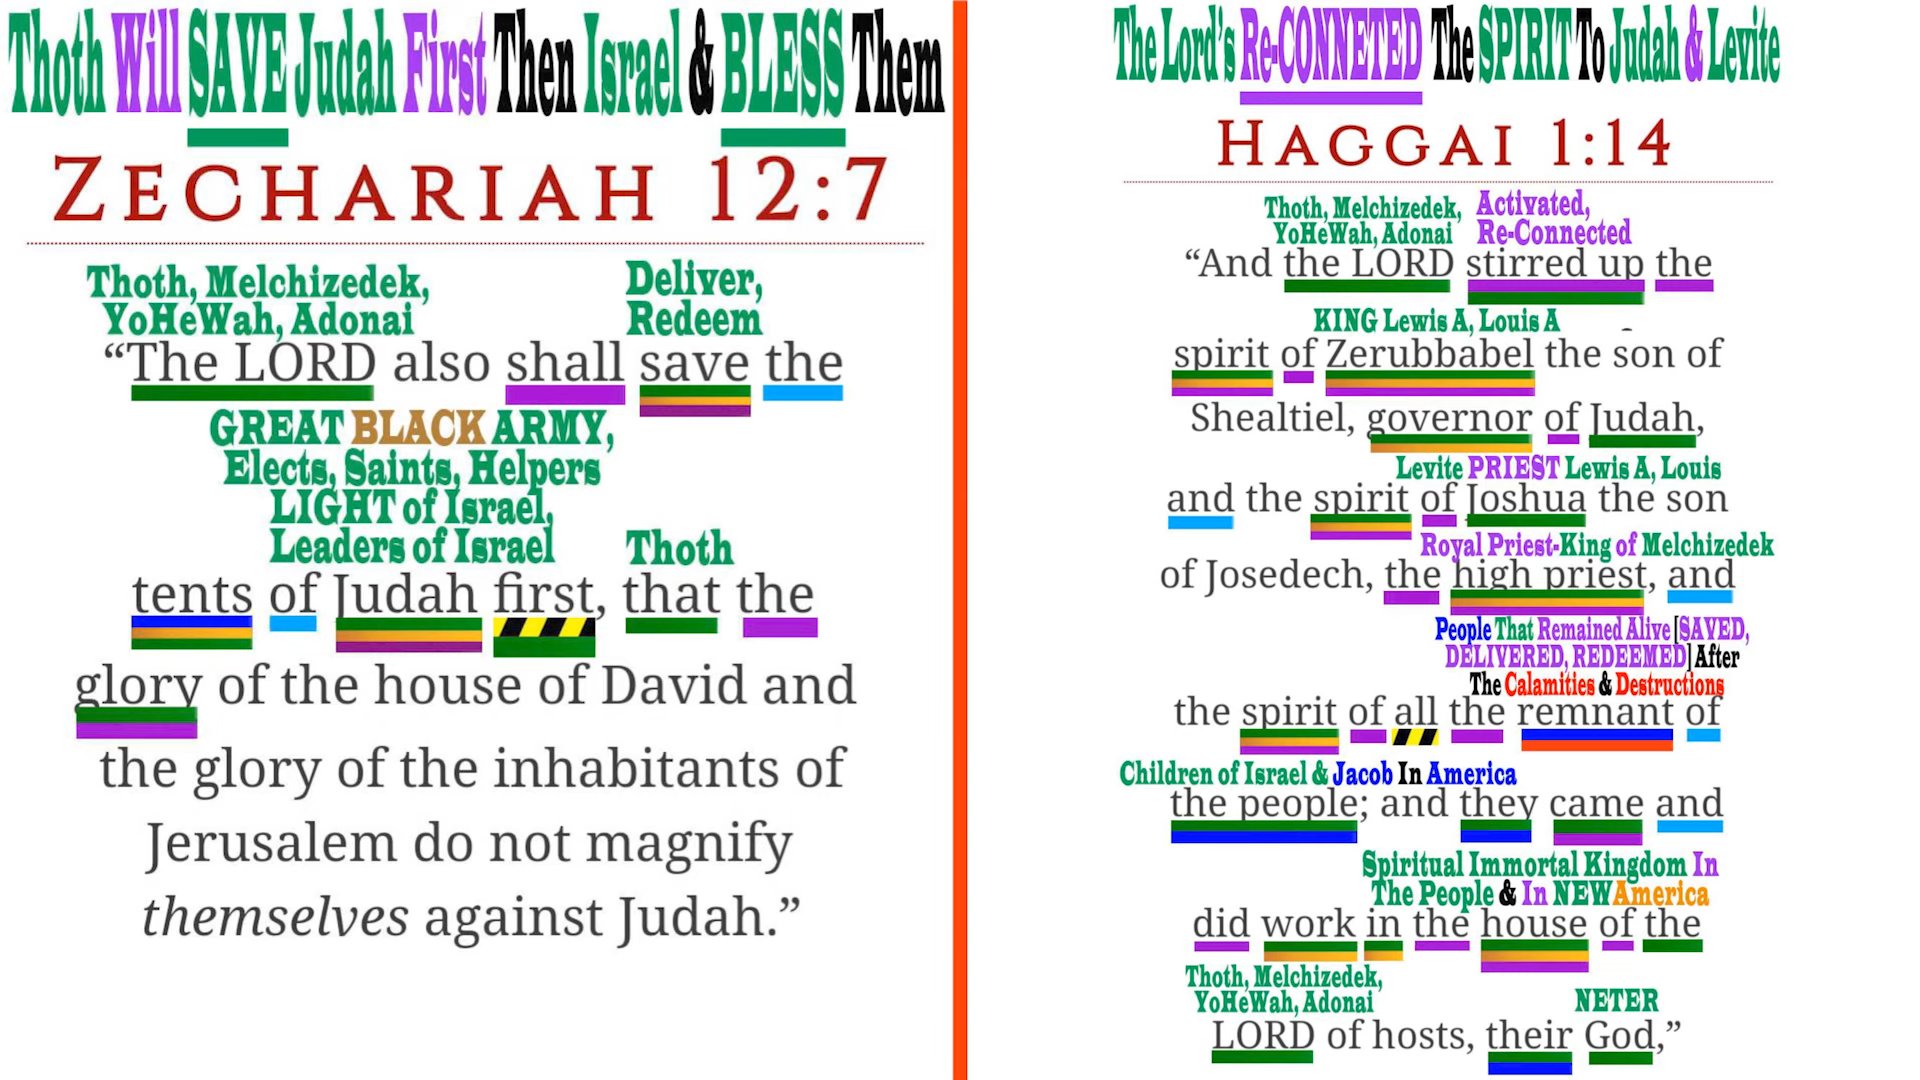 Thoth Will SAVE Judah First Then Israel & BLESS Them
ZECHARIAH 12:7
Thoth, Melchizedek,
YoHeWah, Adonai
Deliver,
Redeem
“The LORD also shall save the
GREAT BLACK ARMY,
Elects, Saints, Helpers
LIGHT of Israel,
Leaders of Israel
Thoth
tents of Judah first, that the
glory of the house of David and
the glory of the inhabitants of
Jerusalem do not magnify
themselves against Judah.”
The Lord's Re-CONNETED The SPIRIT To Judah & Levite
HAGGAI 1:14
Thoth, Melchizedek,
YoHeWah, Adonai
Activated,
Re-Connected
“And the LORD stirred up the
KING Lewis A, Louis A
spirit of Zerubbabel the son of
Shealtiel, governor of Judah,
Levite PRIEST Lewis A, Louis
and the spirit of Joshua the son
Royal Priest-King of Melchizedek
of Josedech, the high priest, and
People That Remained Alive [SAVED,
DELIVERED, REDEEMED] After
The Calamities & Destructions
the spirit of all the remnant of
Children of Israel & Jacob In America
the people; and they came and
Spiritual Immortal Kingdom In
The People & In NEW America
did work in the house of the
Thoth, Melchizedek,
YoHeWah, Adonai
NETER
LORD of hosts, their God,”